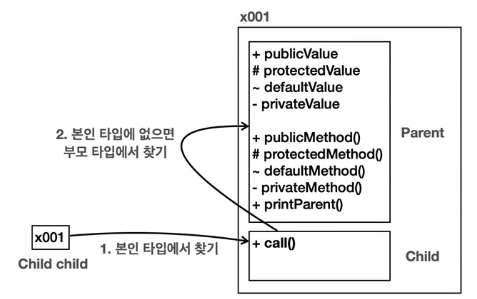 x001
+ publicValue
# protectedValue
~ defaultValue
- privateValue
+ publicMethod()
# protectedMethod()
~ defaultMethod()
- privateMethod()
+ printParent()
Parent
2. 본인 타입에 없으면
부모 타입에서 찾기
x001
Child child
1. 본인 타입에서 찾기
+ call()
Child